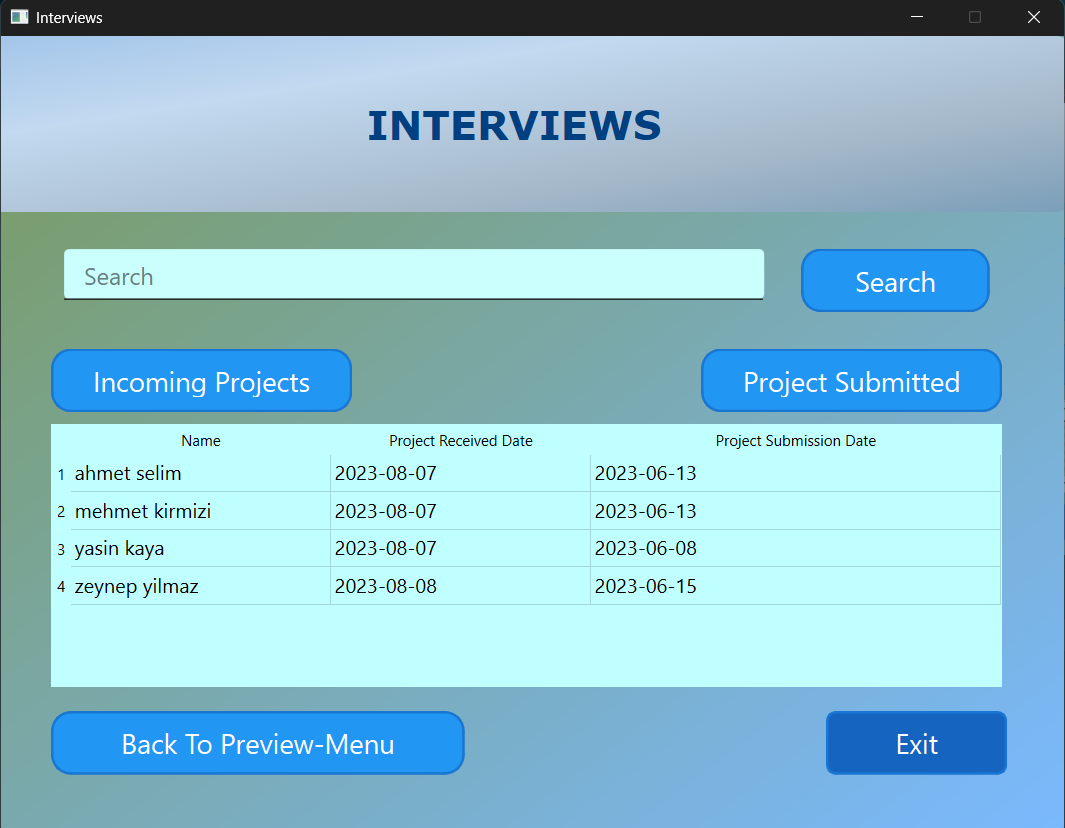 Interviews
INTERVIEWS
Search Search
Incoming Projects Project Submitted
Name Project Received Date Project Submission Date
1 ahmet selim 2023-08-07 2023-06-13
2 mehmet kirmizi 2023-08-07 2023-06-13
3 yasin kaya 2023-08-07 2023-06-08
4 zeynep yilmaz 2023-08-08 2023-06-15
Back To Preview-Menu Exit